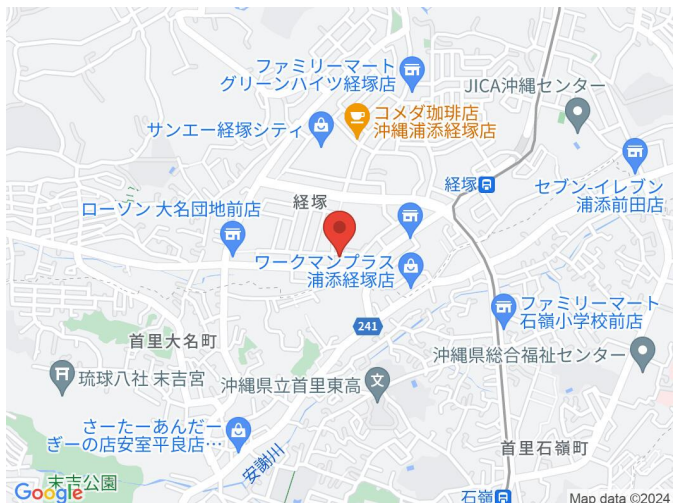 ファミリーマート
グリーンハイツ経塚店
JICA沖縄センター
コメダ珈琲店
沖縄浦添経塚店
サンエー経塚シティ
経塚
セブン-イレブン
浦添前田店
経塚
ローソン 大名団地前店
ワークマンプラス
浦添経塚店
ファミリーマート
石嶺小学校前店
241
首里大名町
沖縄県総合福祉センター
琉球八社 末吉宮
沖縄県立首里東高
文
さーたーあんだー
ぎーの店安室平良店…
首里石嶺町
安謝川
末吉公園
石嶺
Google
Map data ©2024